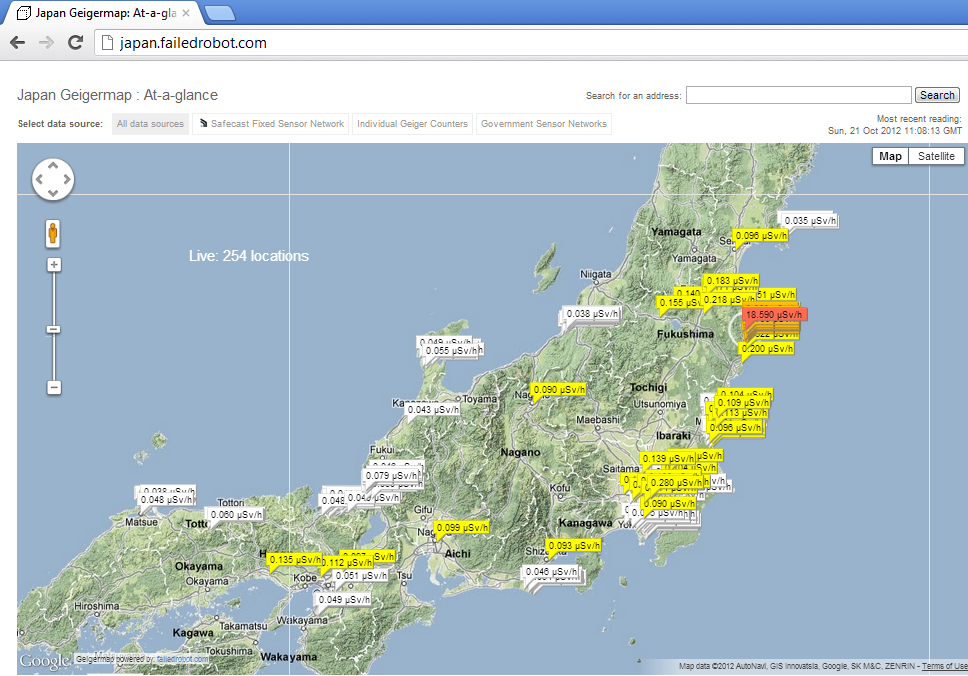 Japan Geigermap: At-a-gla
japan.failedrobot.com
Japan Geigermap : At-a-glance
Search for an address:
Search
Select data source:
All data sources
Safecast Fixed Sensor Network
Individual Geiger Counters
Government Sensor Networks
Most recent reading:
Sun, 21 Oct 2012 11:08:13 GMT
Map
Satellite
Live: 254 locations
0.035 µSv/h
Yamagata
0.096 µSv/h
Yamagata
Niigata
0.183 µSv/h
0.140
0.155 µSv
0.218 µSv/h
51 µSv/h
0.038 µSv/h
18.590 µSv/h
Fukushima
0.200 µSv/h
0.049 µSv/h
0.055 µSv/h
0.090 µSv/h
Tochigi
Toyama
0.043 µSv/h
Utsunomiya
0.104 µSv/h
0.109 µSv/h
0.113 µSv/h
Maebashi
0.096 µSv/h
Ibaraki
Fukui
Nagano
0.139 µSv/h
Saitama
0.079 µSv/h
0.280 µSv/h
Kofu
0.048
0.090 µSv/h
0.048 µSv/h
Matsue
Tottori
0.060 µSv/h
Gifu
Kanagawa
0.099 µSv/h
Aichi
0.093 µSv/h
0.135 µSv/h
0.112 µSv/h
Okayama
Okayama
Kobe
0.051 µSv/h
Tsu
0.046 µSv/h
0.049 µSv/h
Hiroshima
Takamatsu
Wakayama
Kagawa
Tokushima
Wakayama
Google
Geigermap powered by: failedrobot.com
Map data ©2012 AutoNavi, GIS Innovatsia, Google, SK M&C, ZENRIN - Terms of Use